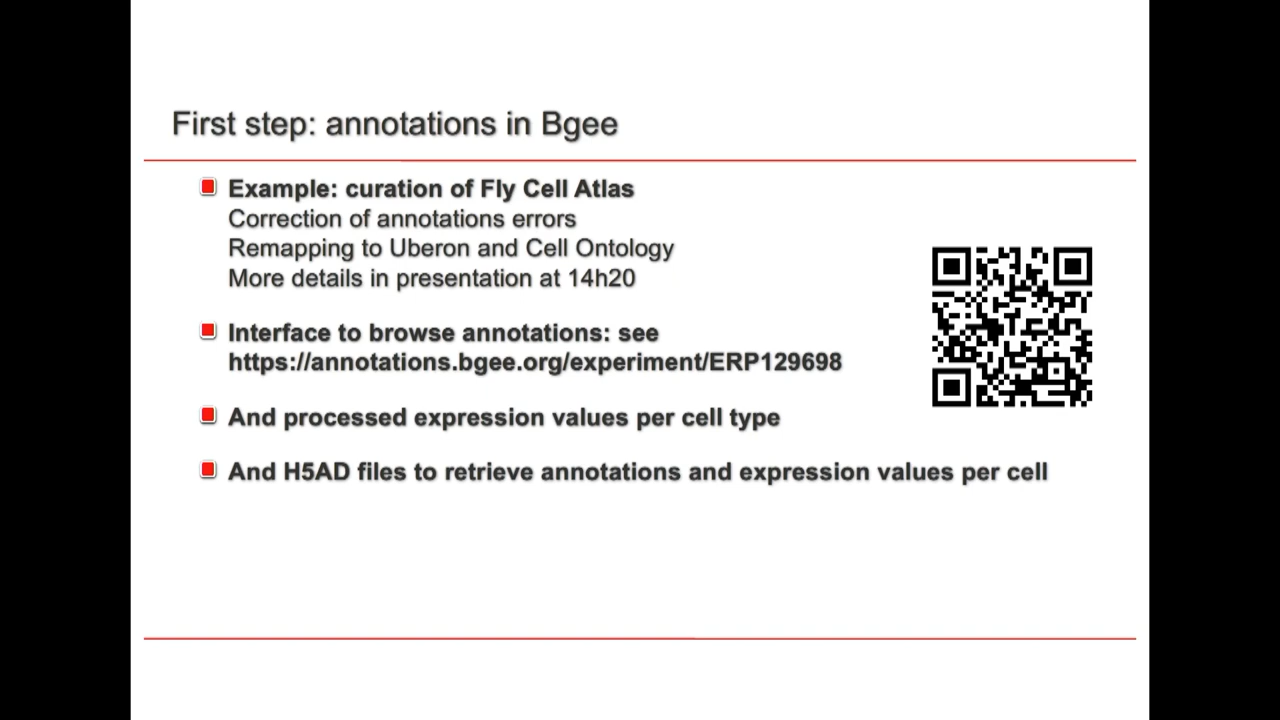 First step: annotations in Bgee
Example: curation of Fly Cell Atlas
Correction of annotations errors
Remapping to Uberon and Cell Ontology
More details in presentation at 14h20
Interface to browse annotations: see
https://annotations.bgee.org/experiment/ERP129698
And processed expression values per cell type
And H5AD files to retrieve annotations and expression values per cell